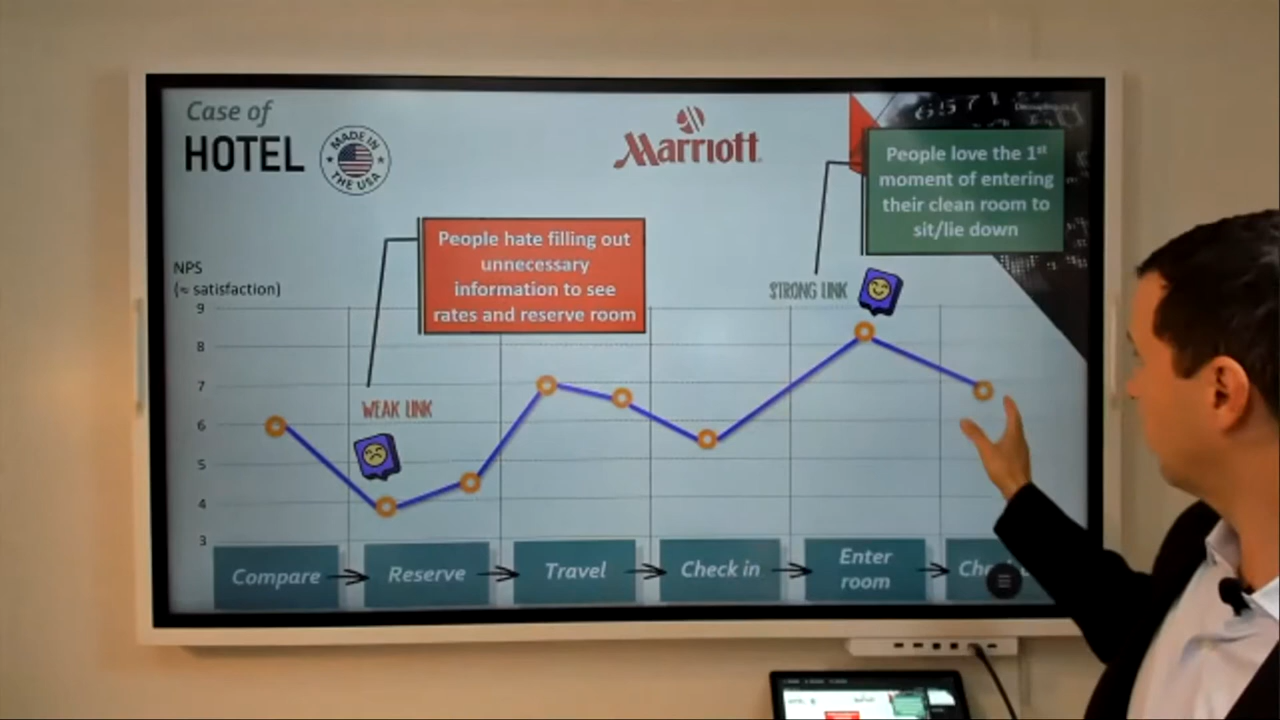 Case of
HOTEL
MADE IN
THE USA
Marriott
People love the 1st
moment of entering
their clean room to
sit/lie down
People hate filling out
unnecessary
information to see
rates and reserve room
NPS
(≈ satisfaction)
STRONG LINK
WEAK LINK
9
8
7
6
5
4
3
Compare
Reserve
Travel
Check in
Enter
room